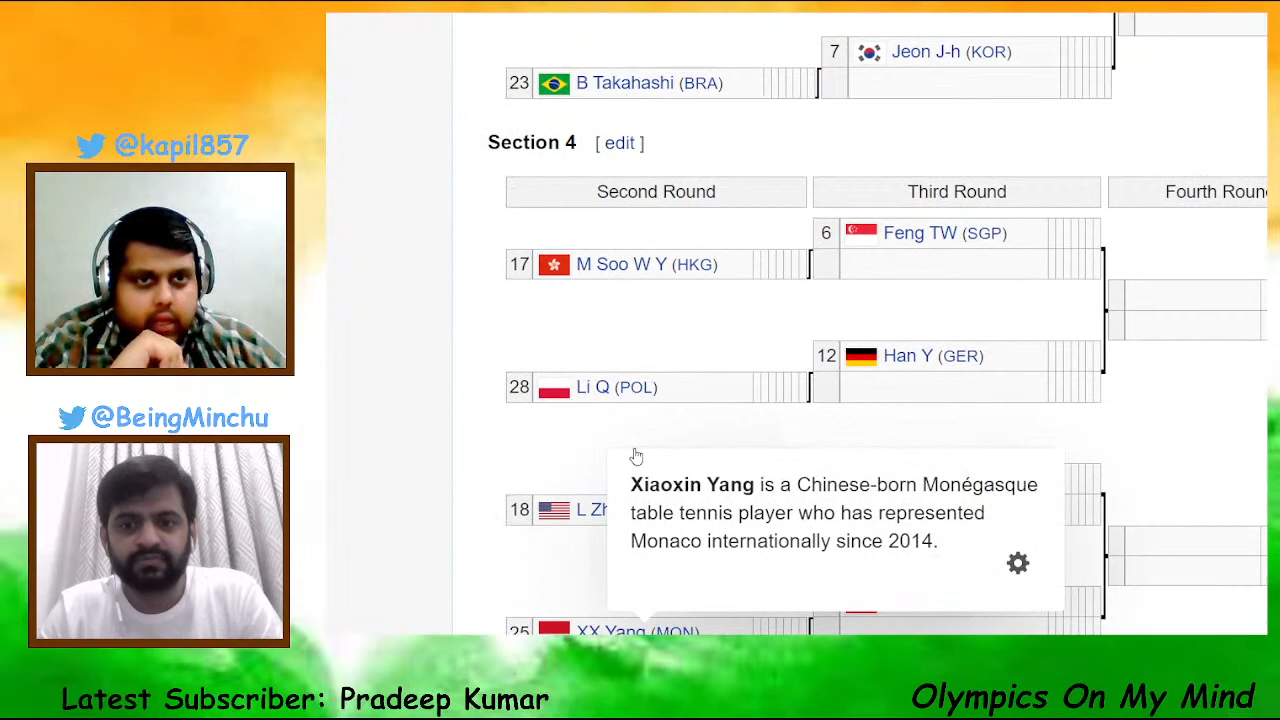 7 Jeon J-h (KOR)
23 B Takahashi (BRA)
@kapil857
Section 4 [ edit ]
Second Round Third Round Fourth
6 Feng TW (SGP)
17 M Soo W Y (HKG)
12 Han Y (GER)
28 Li Q (POL)
@BeingMinchu
Xiaoxin Yang is a Chinese-born Monégasque
table tennis player who has represented
Monaco internationally since 2014.
18 L
25 XX Yang (MON)
Latest Subscriber: Pradeep Kumar
Olympics On My Mind